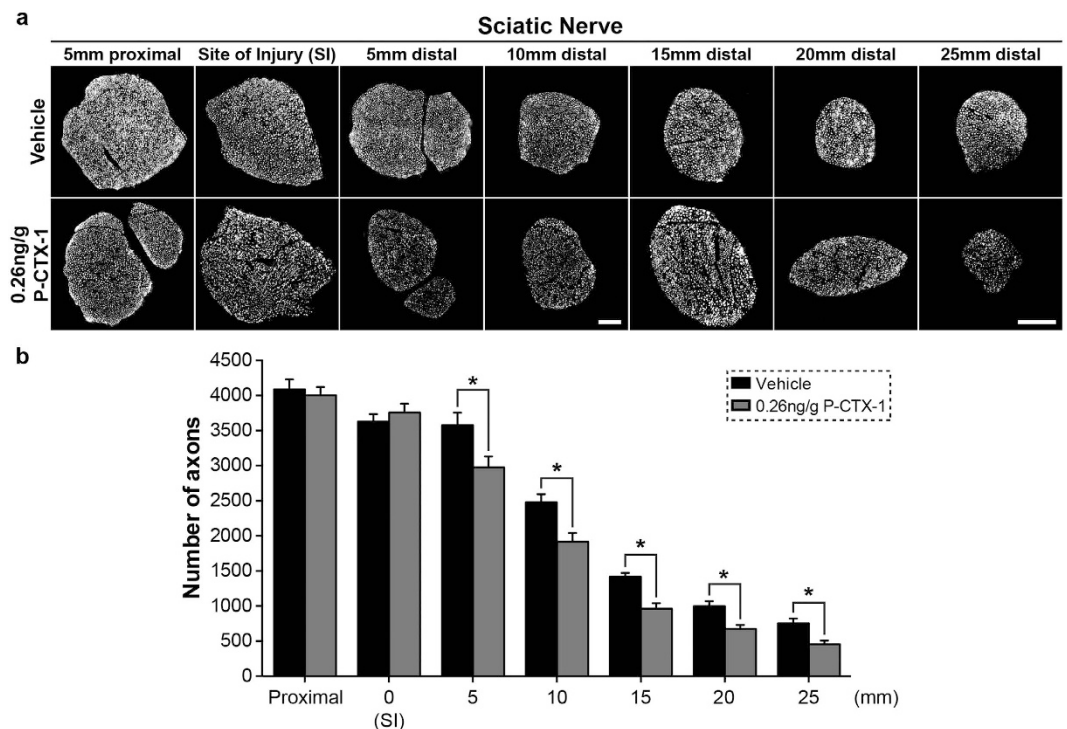 a
Sciatic Nerve
5mm proximal Site of Injury (SI) 5mm distal 10mm distal 15mm distal 20mm distal 25mm distal
Vehicle
0.26ng/g
P-CTX-1
b
Number of axons
4500
4000
3500
3000
2500
2000
1500
1000
500
0
* * * * *
Vehicle
0.26ng/g P-CTX-1
Proximal 0 5 10 15 20 25 (mm)
(SI)